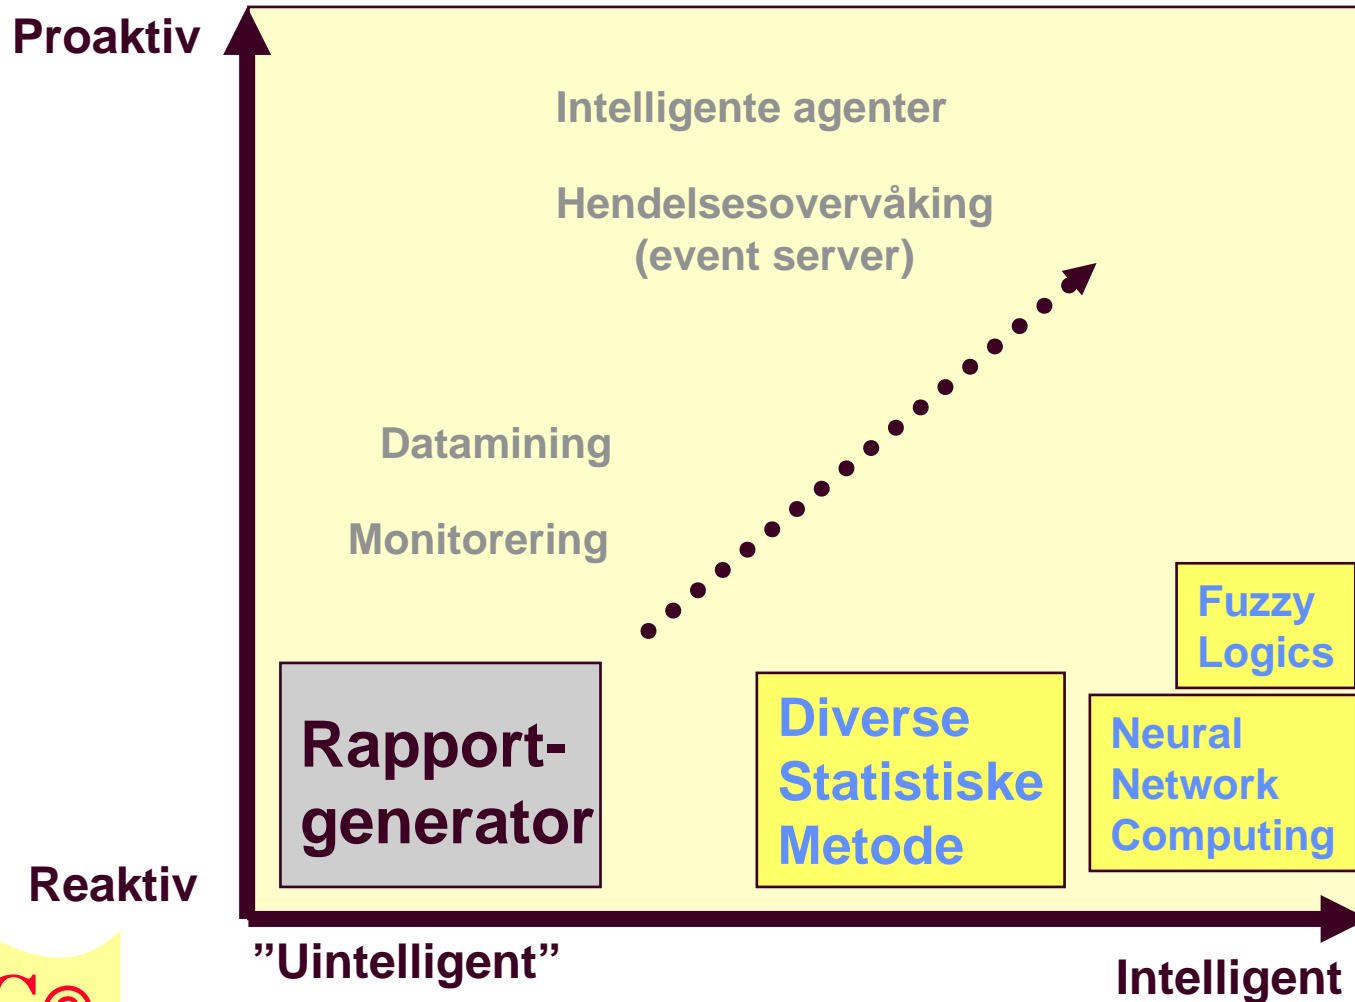 Proaktiv
Intelligente agenter
Hendelsesovervåking
(event server)
Datamining
Monitorering
Fuzzy
Logics
Rapport-
generator
Diverse
Statistiske
Metode
Neural
Network
Computing
Reaktiv
”Uintelligent”
Intelligent